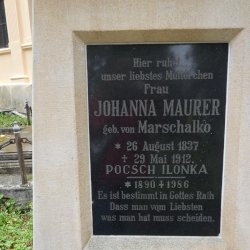 Hier ruht
unser liebstes Mütterchen
Frau
JOHANNA MAURER
geb. von Marschalkó.
* 26 August 1837
† 29 Mai 1912.
POCSCH ILONKA
* 1890 + 1986
Es ist bestimmt in Gottes Rath
Dass man vom Liebsten
was man hat muss scheiden.